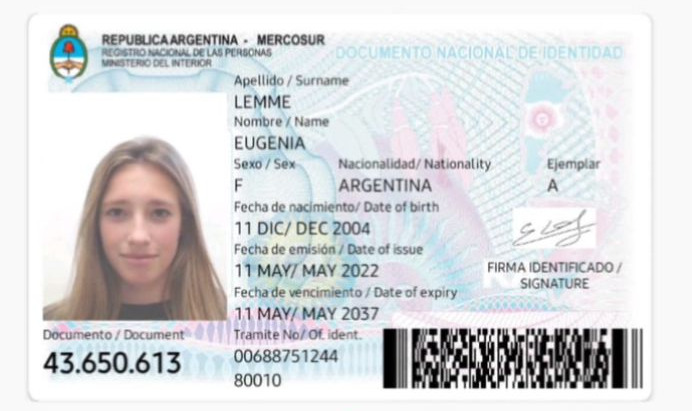 REPUBLICA ARGENTINA - MERCOSUR
REGISTRO NACIONAL DE LAS PERSONAS
MINISTERIO DEL INTERIOR
DOCUMENTO NACIONAL DE IDENTIDAD
Apellido / Surname
LEMME
Nombre / Name
EUGENIA
Sexo / Sex Nacionalidad/ Nationality Ejemplar
F ARGENTINA A
Fecha de nacimiento/ Date of birth
11 DIC/ DEC 2004
Fecha de emisión / Date of issue
11 MAY/ MAY 2022
FIRMA IDENTIFICADO /
SIGNATURE
Fecha de vencimiento / Date of expiry
11 MAY/ MAY 2037
Documento / Document Tramite No/ Of. ident.
43.650.613 00688751244
80010